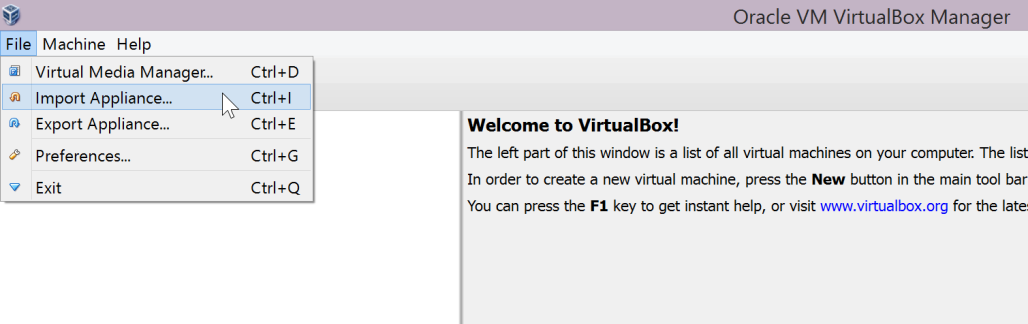 Oracle VM VirtualBox Manager
File Machine Help
Virtual Media Manager... Ctrl+D
Import Appliance... Ctrl+I
Export Appliance... Ctrl+E
Preferences... Ctrl+G
Exit Ctrl+Q
Welcome to VirtualBox!
The left part of this window is a list of all virtual machines on your computer. The list
In order to create a new virtual machine, press the New button in the main tool bar
You can press the F1 key to get instant help, or visit www.virtualbox.org for the late